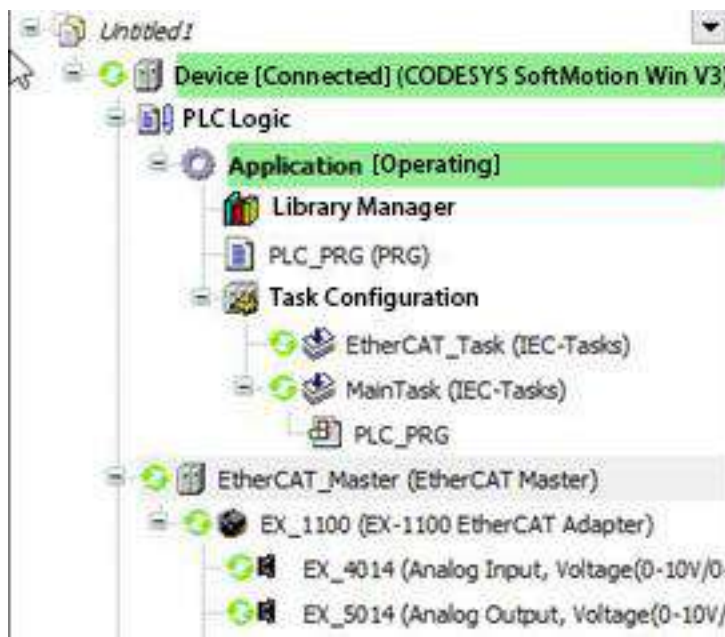 Untitled1
Device [Connected] (CODESYS SoftMotion Win V3)
PLC Logic
Application [Operating]
Library Manager
PLC_PRG (PRG)
Task Configuration
EtherCAT_Task (IEC-Tasks)
MainTask (IEC-Tasks)
PLC_PRG
EtherCAT_Master (EtherCAT Master)
EX_1100 (EX-1100 EtherCAT Adapter)
EX_4014 (Analog Input, Voltage(0-10V/0-
EX_5014 (Analog Output, Voltage(0-10V/